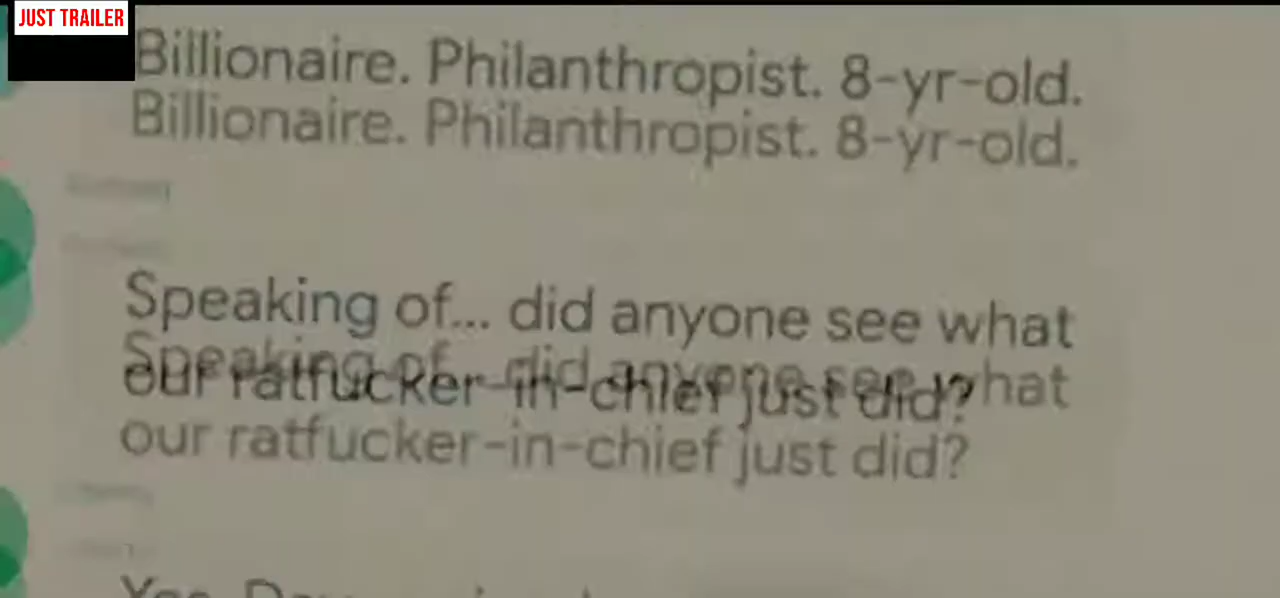 JUST TRAILER
Billionaire. Philanthropist. 8-yr-old.
Billionaire. Philanthropist. 8-yr-old.
Speaking of... did anyone see what
Speaking of... did anyone see what
our ratfucker-in-chief just did?
our ratfucker-in-chief just did?